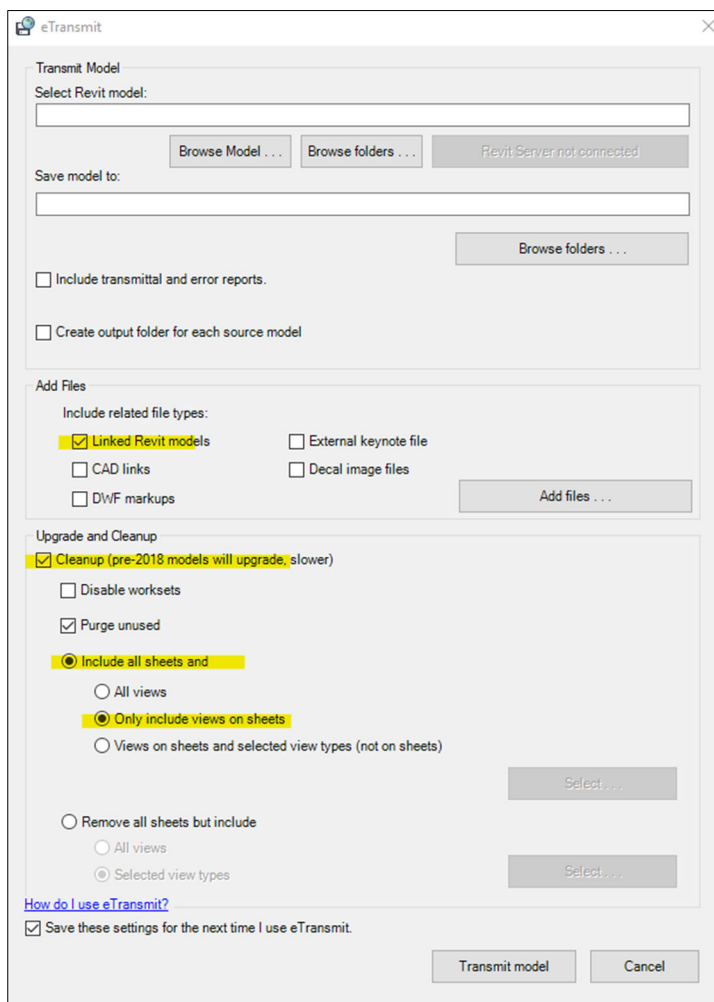 eTransmit
Transmit Model
Select Revit model:
Browse Model . . .
Browse folders . . .
Revit Server not connected
Save model to:
Browse folders . . .
Include transmittal and error reports.
Create output folder for each source model
Add Files
Include related file types:
Linked Revit models
External keynote file
CAD links
Decal image files
DWF markups
Add files . . .
Upgrade and Cleanup
Cleanup (pre-2018 models will upgrade, slower)
Disable worksets
Purge unused
Include all sheets and
All views
Only include views on sheets
Views on sheets and selected view types (not on sheets)
Select . . .
Remove all sheets but include
All views
Selected view types
Select . . .
How do I use eTransmit?
Save these settings for the next time I use eTransmit.
Transmit model
Cancel